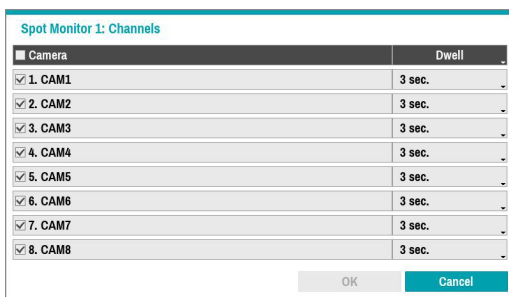 Spot Monitor 1: Channels
Camera Dwell
1. CAM1 3 sec.
2. CAM2 3 sec.
3. CAM3 3 sec.
4. CAM4 3 sec.
5. CAM5 3 sec.
6. CAM6 3 sec.
7. CAM7 3 sec.
8. CAM8 3 sec.
OK Cancel